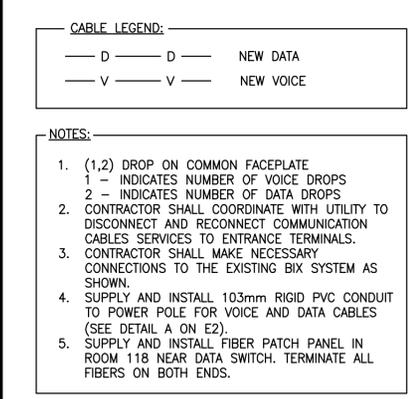 CABLE LEGEND:
D D NEW DATA
V V NEW VOICE
NOTES:
1. (1,2) DROP ON COMMON FACEPLATE
1 – INDICATES NUMBER OF VOICE DROPS
2 – INDICATES NUMBER OF DATA DROPS
2. CONTRACTOR SHALL COORDINATE WITH UTILITY TO
DISCONNECT AND RECONNECT COMMUNICATION
CABLES SERVICES TO ENTRANCE TERMINALS.
3. CONTRACTOR SHALL MAKE NECESSARY
CONNECTIONS TO THE EXISTING BIX SYSTEM AS
SHOWN.
4. SUPPLY AND INSTALL 103mm RIGID PVC CONDUIT
TO POWER POLE FOR VOICE AND DATA CABLES
(SEE DETAIL A ON E2).
5. SUPPLY AND INSTALL FIBER PATCH PANEL IN
ROOM 118 NEAR DATA SWITCH. TERMINATE ALL
FIBERS ON BOTH ENDS.